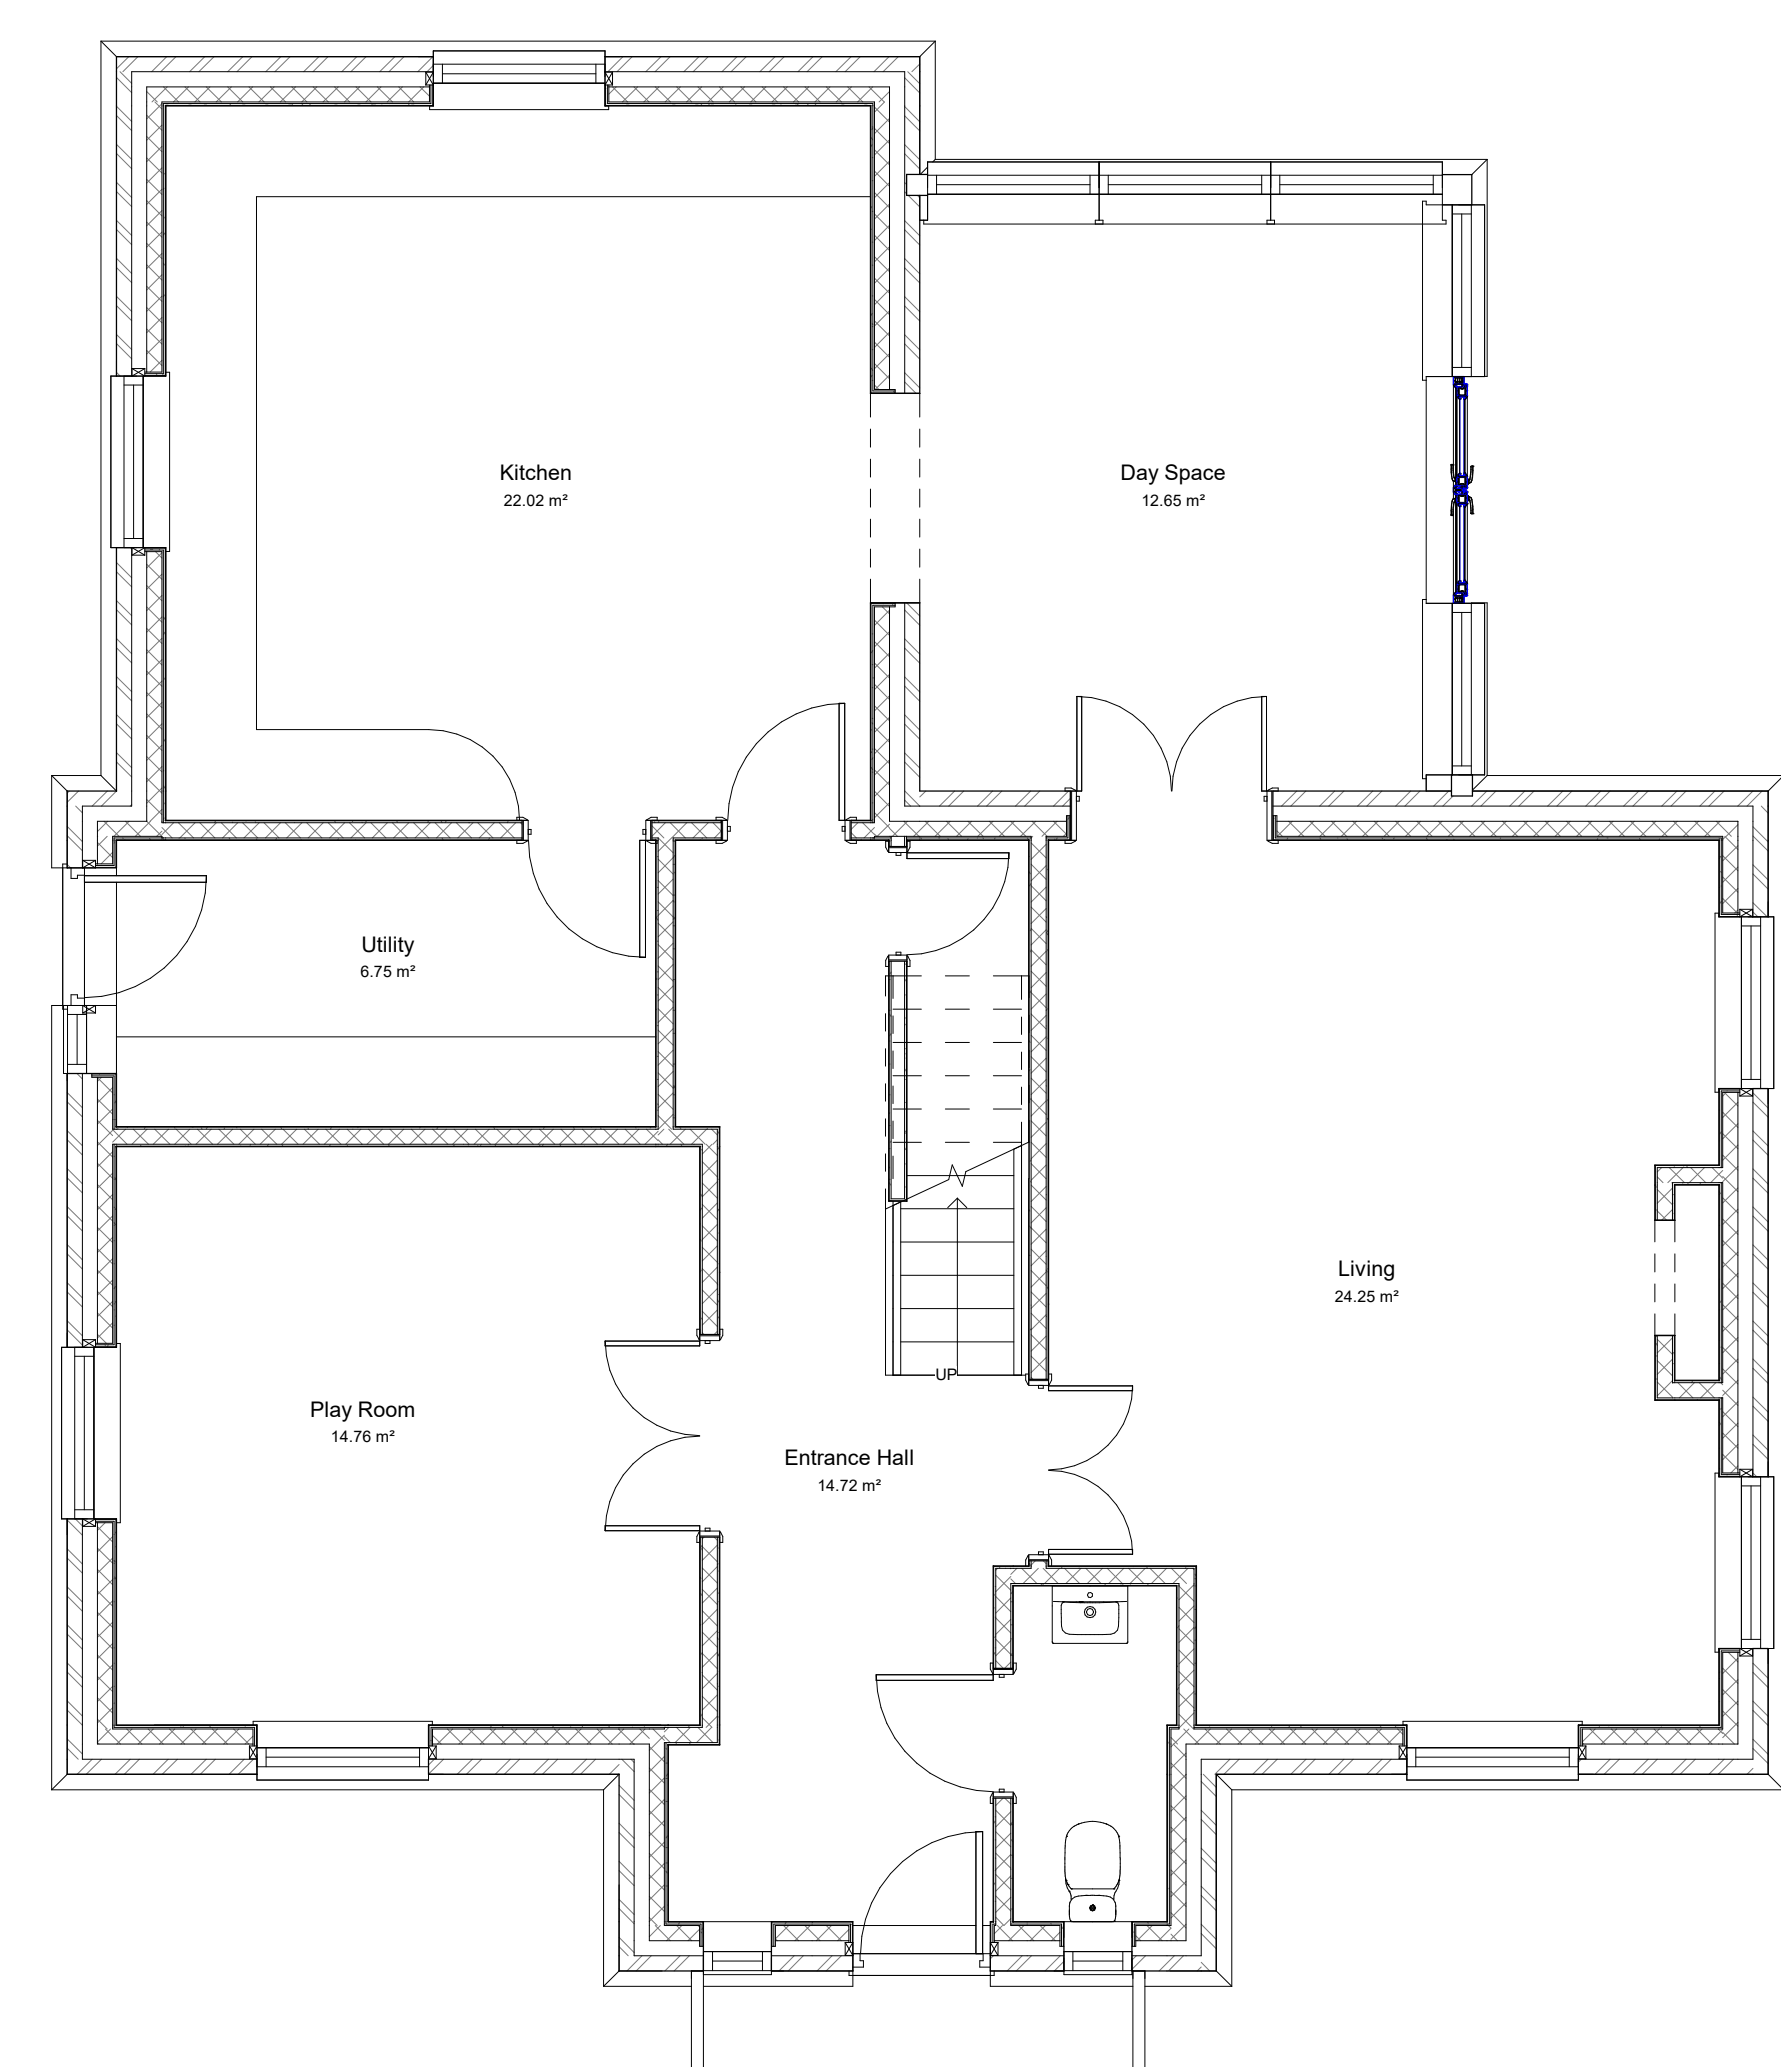 Kitchen
22.02 m²
Day Space
12.65 m²
Utility
6.75 m²
Living
24.25 m²
UP
Play Room
14.76 m²
Entrance Hall
14.72 m²